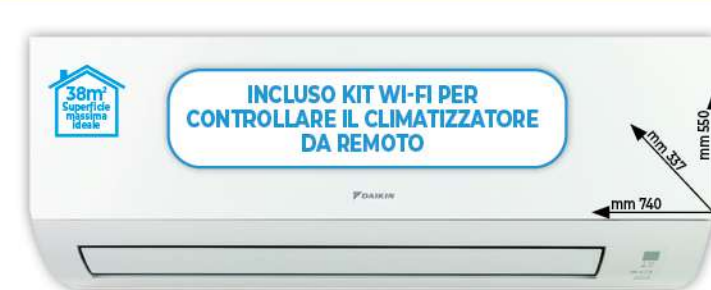 38m²
Superficie
massima
ideale
INCLUSO KIT WI-FI PER
CONTROLLARE IL CLIMATIZZATORE
DA REMOTO
mm 550
mm 337
DAIKIN
mm 740